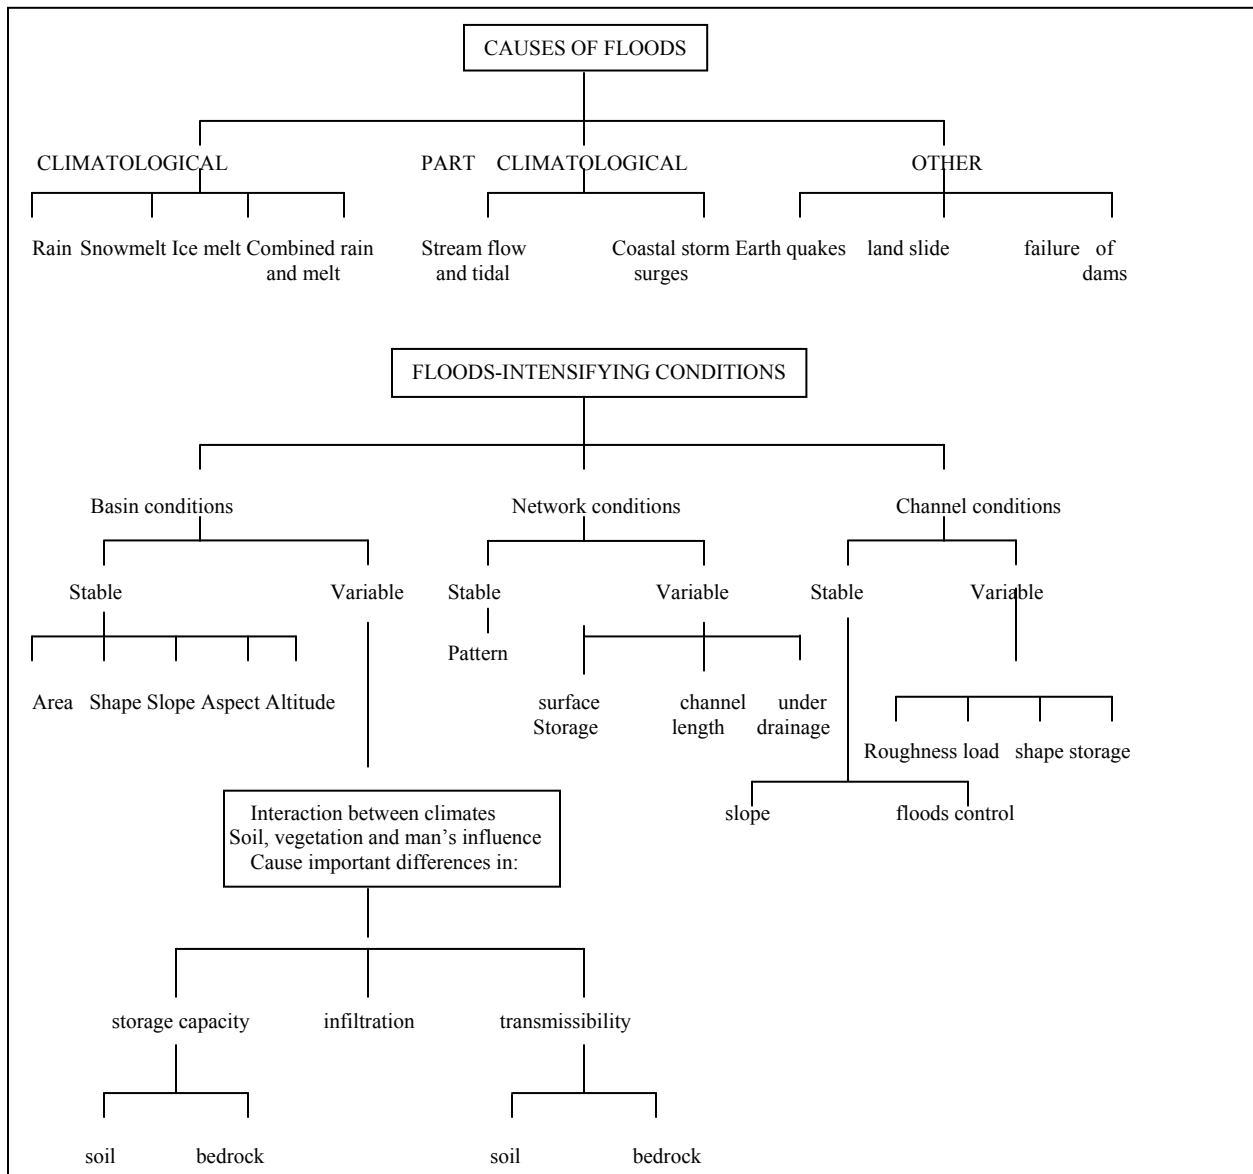 CAUSES OF FLOODS
CLIMATOLOGICAL PART CLIMATOLOGICAL OTHER
Rain Snowmelt Ice melt Combined rain Stream flow Coastal storm Earth quakes land slide failure of
and melt and tidal surges dams
FLOODS-INTENSIFYING CONDITIONS
Basin conditions Network conditions Channel conditions
Stable Variable Stable Variable Stable Variable
Pattern
Area Shape Slope Aspect Altitude surface channel under
Storage length drainage
Roughness load shape storage
slope floods control
Interaction between climates
Soil, vegetation and man’s influence
Cause important differences in:
storage capacity infiltration transmissibility
soil bedrock soil bedrock